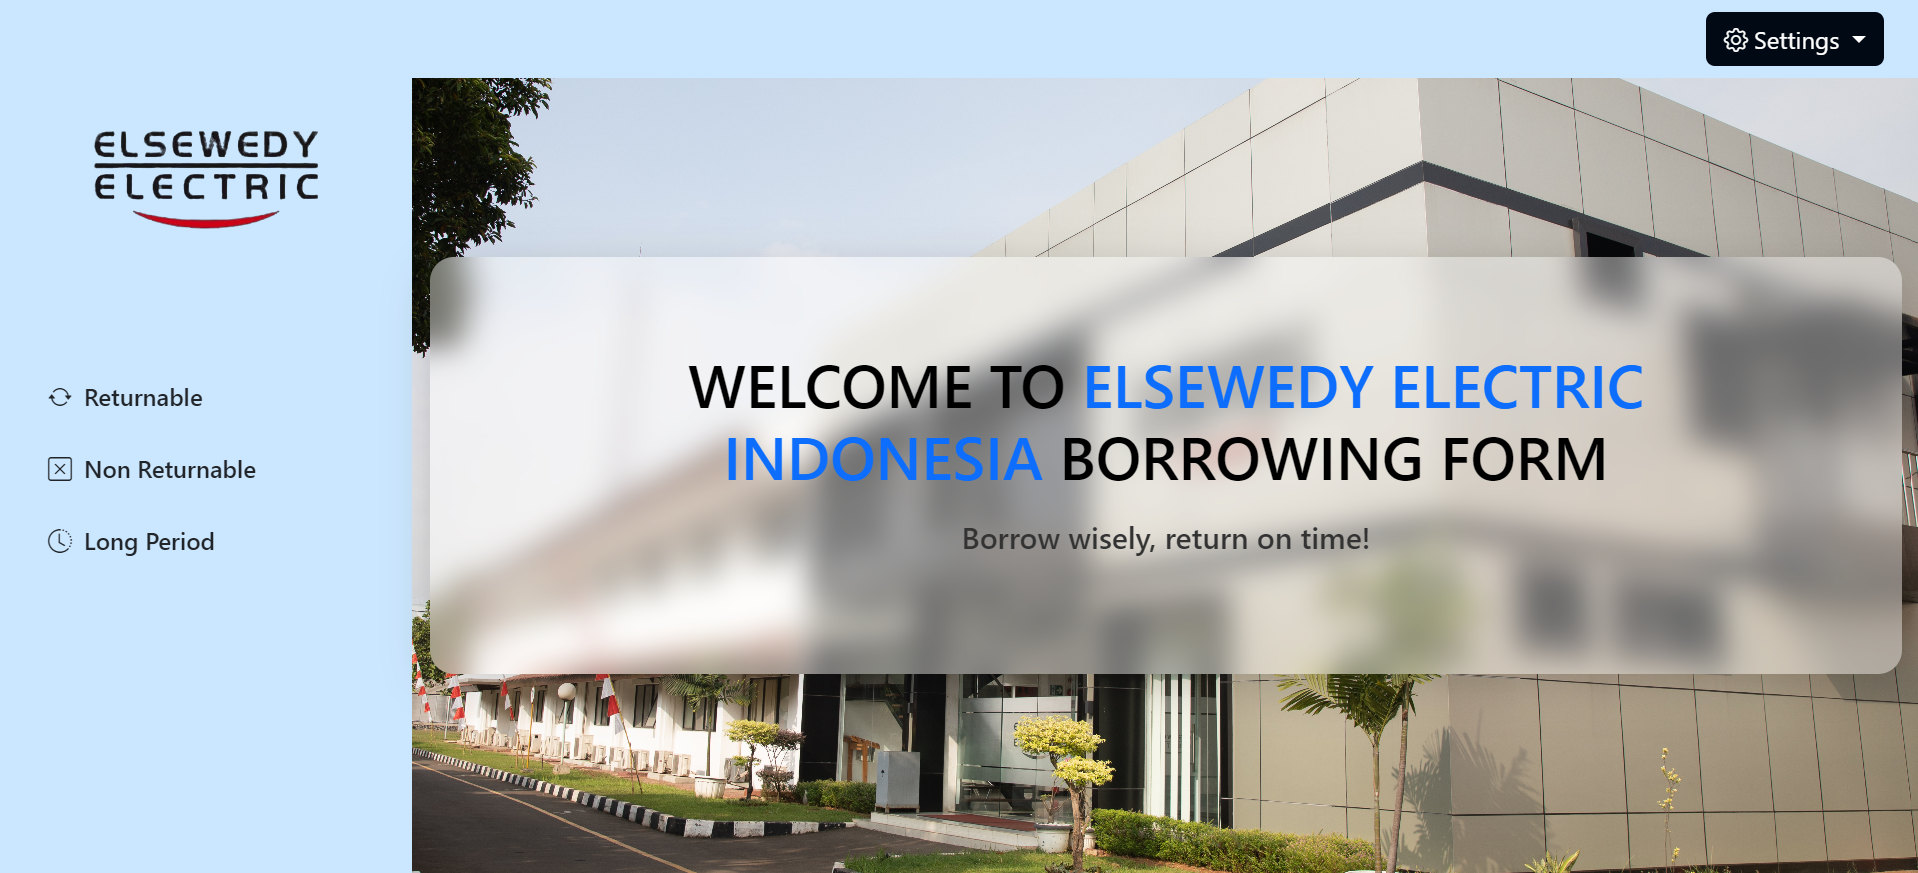 Settings
ELSEWEDY
ELECTRIC
Returnable
Non Returnable
Long Period
WELCOME TO ELSEWEDY ELECTRIC
INDONESIA BORROWING FORM
Borrow wisely, return on time!